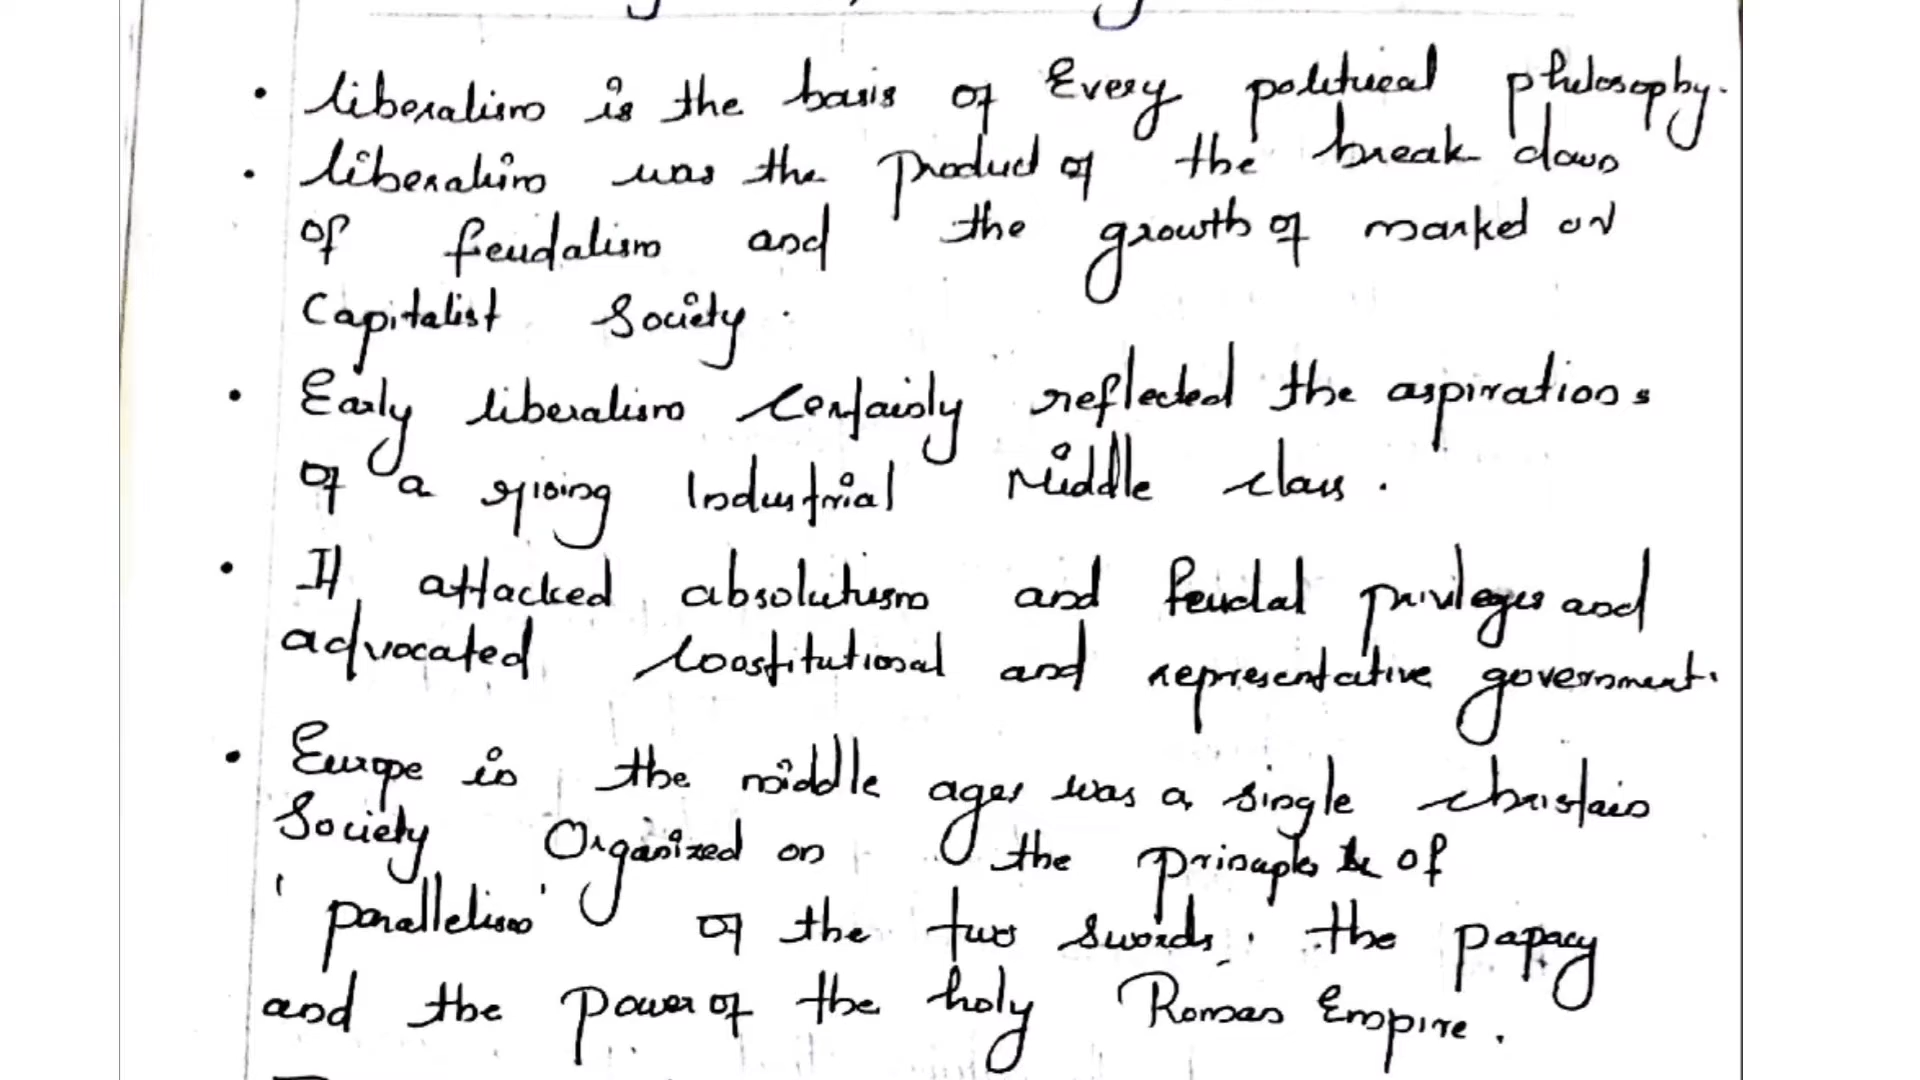 • liberalism is the basis of Every political philosophy.
• liberalism was the product of the break down
of feudalism and the growth of marked or
Capitalist Society.
• Early liberalism certainly reflected the aspirations
of a rising Industrial Middle class.
• It attacked absolutism and feudal privileges and
advocated constitutional and representative government.
• Europe in the middle ages was a single christain
Society Organized on the principle of
'parallelism' of the two swords. the papacy
and the power of the holy Roman Empire.